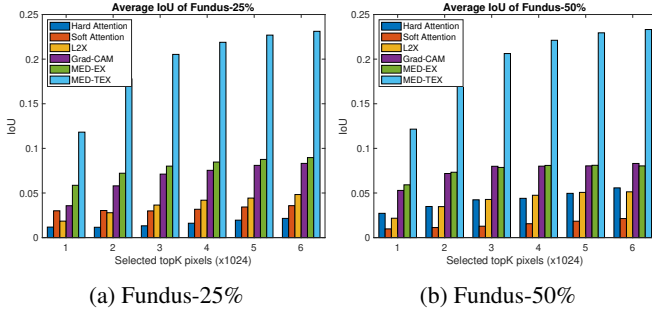 Average IoU of Fundus-25%
Hard Attention
Soft Attention
L2X
Grad-CAM
MED-EX
MED-TEX
0.25
0.2
0.15
0.1
0.05
0
IoU
1 2 3 4 5 6
Selected topK pixels (x1024)
(a) Fundus-25%
Average IoU of Fundus-50%
Hard Attention
Soft Attention
L2X
Grad-CAM
MED-EX
MED-TEX
0.25
0.2
0.15
0.1
0.05
0
IoU
1 2 3 4 5 6
Selected topK pixels (x1024)
(b) Fundus-50%